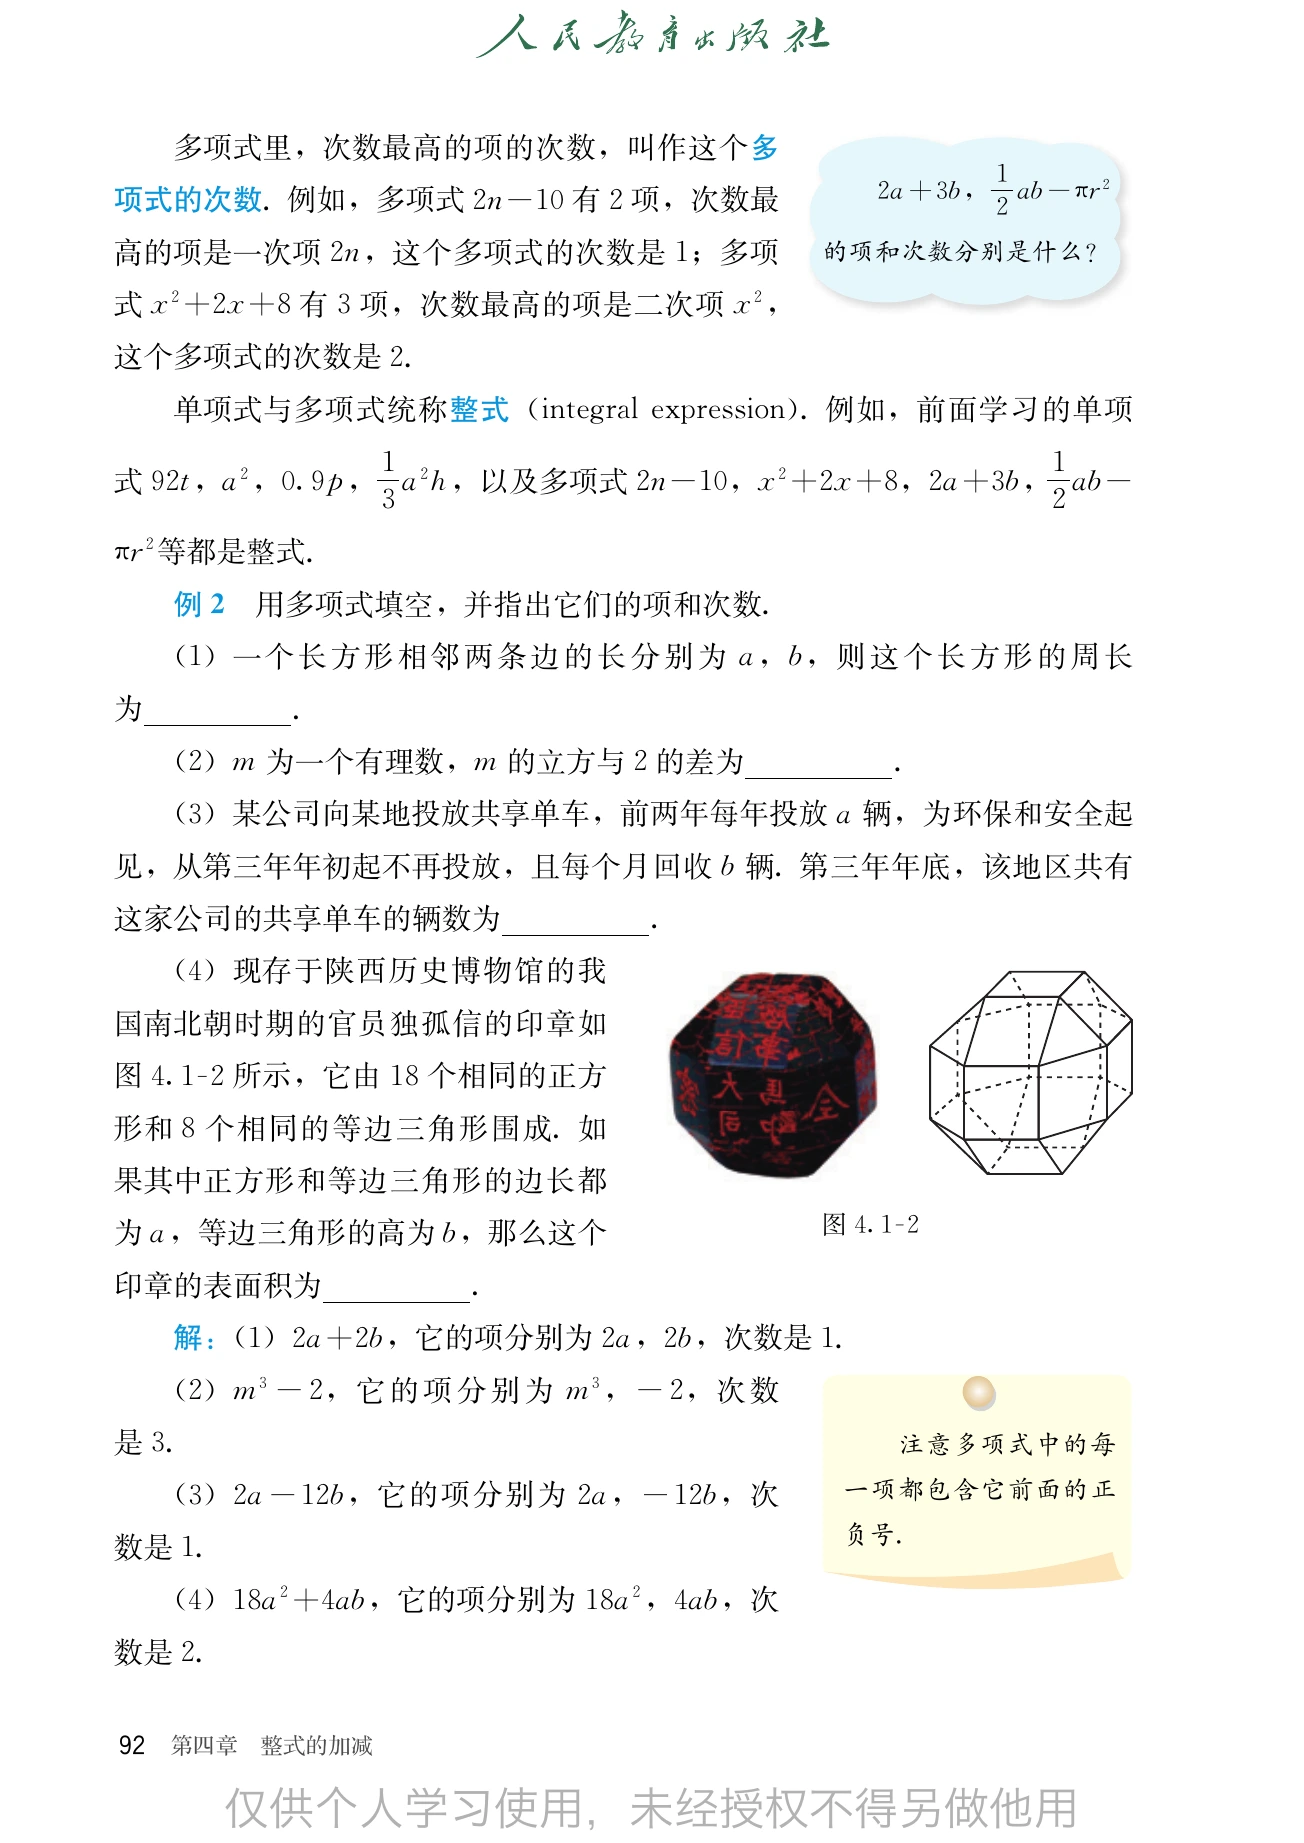 人民教育出版社
多项式里，次数最高的项的次数，叫作这个多
项式的次数. 例如，多项式 2n－10 有 2 项，次数最
高的项是一次项 2n，这个多项式的次数是 1；多项
式 x²＋2x＋8 有 3 项，次数最高的项是二次项 x²，
这个多项式的次数是 2.
2a＋3b，1/2 ab－πr²
的项和次数分别是什么？
单项式与多项式统称整式（integral expression）. 例如，前面学习的单项
式 92t，a²，0.9p，1/3 a²h，以及多项式 2n－10，x²＋2x＋8，2a＋3b，1/2 ab－
πr²等都是整式.
例 2 用多项式填空，并指出它们的项和次数.
（1）一个长方形相邻两条边的长分别为 a，b，则这个长方形的周长
为__________.
（2）m 为一个有理数，m 的立方与 2 的差为__________.
（3）某公司向某地投放共享单车，前两年每年投放 a 辆，为环保和安全起
见，从第三年年初起不再投放，且每个月回收 b 辆. 第三年年底，该地区共有
这家公司的共享单车的辆数为__________.
（4）现存于陕西历史博物馆的我
国南北朝时期的官员独孤信的印章如
图 4.1-2 所示，它由 18 个相同的正方
形和 8 个相同的等边三角形围成. 如
果其中正方形和等边三角形的边长都
为 a，等边三角形的高为 b，那么这个
印章的表面积为__________.
信
大
司
馬
印
图 4.1-2
解：（1）2a＋2b，它的项分别为 2a，2b，次数是 1.
（2）m³－2，它的项分别为 m³，－2，次数
是 3.
（3）2a－12b，它的项分别为 2a，－12b，次
数是 1.
（4）18a²＋4ab，它的项分别为 18a²，4ab，次
数是 2.
注意多项式中的每
一项都包含它前面的正
负号.
92 第四章 整式的加减
仅供个人学习使用，未经授权不得另做他用